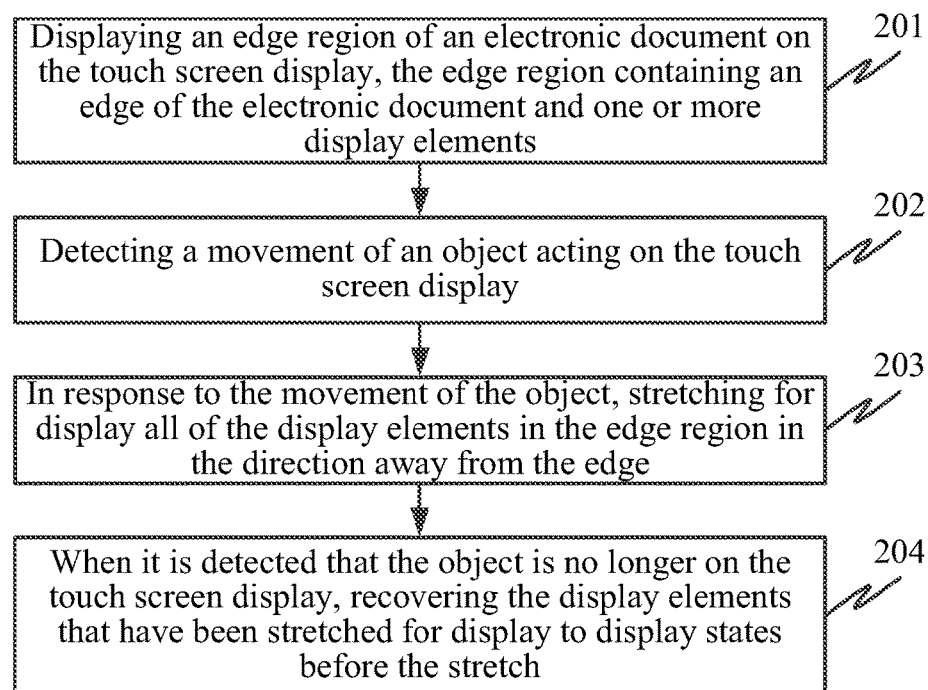 Displaying an edge region of an electronic document on
the touch screen display, the edge region containing an
edge of the electronic document and one or more
display elements
201
Detecting a movement of an object acting on the touch
screen display
202
In response to the movement of the object, stretching for
display all of the display elements in the edge region in
the direction away from the edge
203
When it is detected that the object is no longer on the
touch screen display, recovering the display elements
that have been stretched for display to display states
before the stretch
204